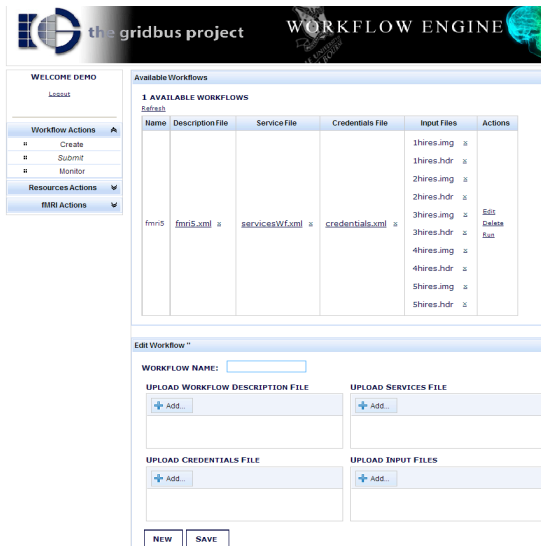 the gridbus project
WORKFLOW ENGINE
WELCOME DEMO
Logout
Workflow Actions
Create
Submit
Monitor
Resources Actions
fMRI Actions
Available Workflows
1 AVAILABLE WORKFLOWS
Refresh
Name Description File Service File Credentials File Input Files Actions
fmri5 fmri5.xml x servicesWf.xml x credentials.xml x
1hires.img x
1hires.hdr x
2hires.img x
2hires.hdr x
3hires.img x
3hires.hdr x
4hires.img x
4hires.hdr x
5hires.img x
5hires.hdr x
Edit
Delete
Run
Edit Workflow ''
WORKFLOW NAME:
UPLOAD WORKFLOW DESCRIPTION FILE
Add...
UPLOAD SERVICES FILE
Add...
UPLOAD CREDENTIALS FILE
Add...
UPLOAD INPUT FILES
Add...
NEW SAVE